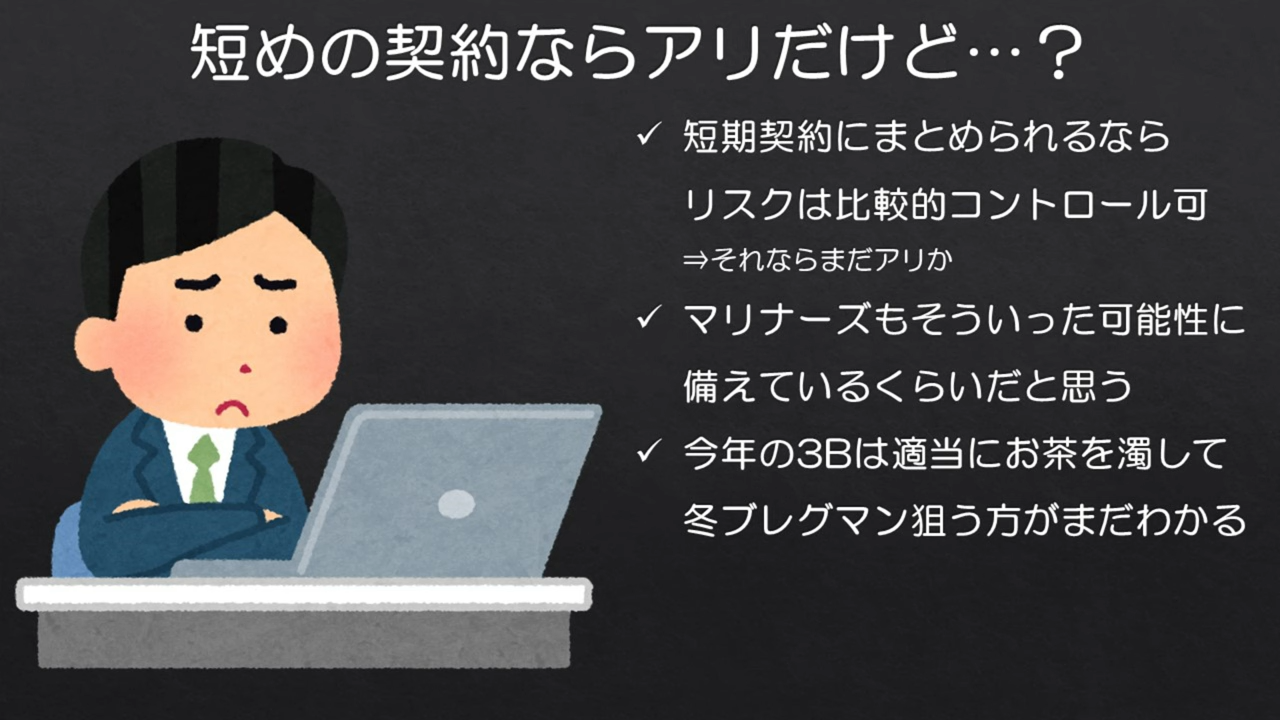 短めの契約ならアリだけど…？
✓ 短期契約にまとめられるなら
リスクは比較的コントロール可
⇒それならまだアリか
✓ マリナーズもそういった可能性に
備えているくらいだと思う
✓ 今年の3Bは適当にお茶を濁して
冬ブレグマン狙う方がまだわかる